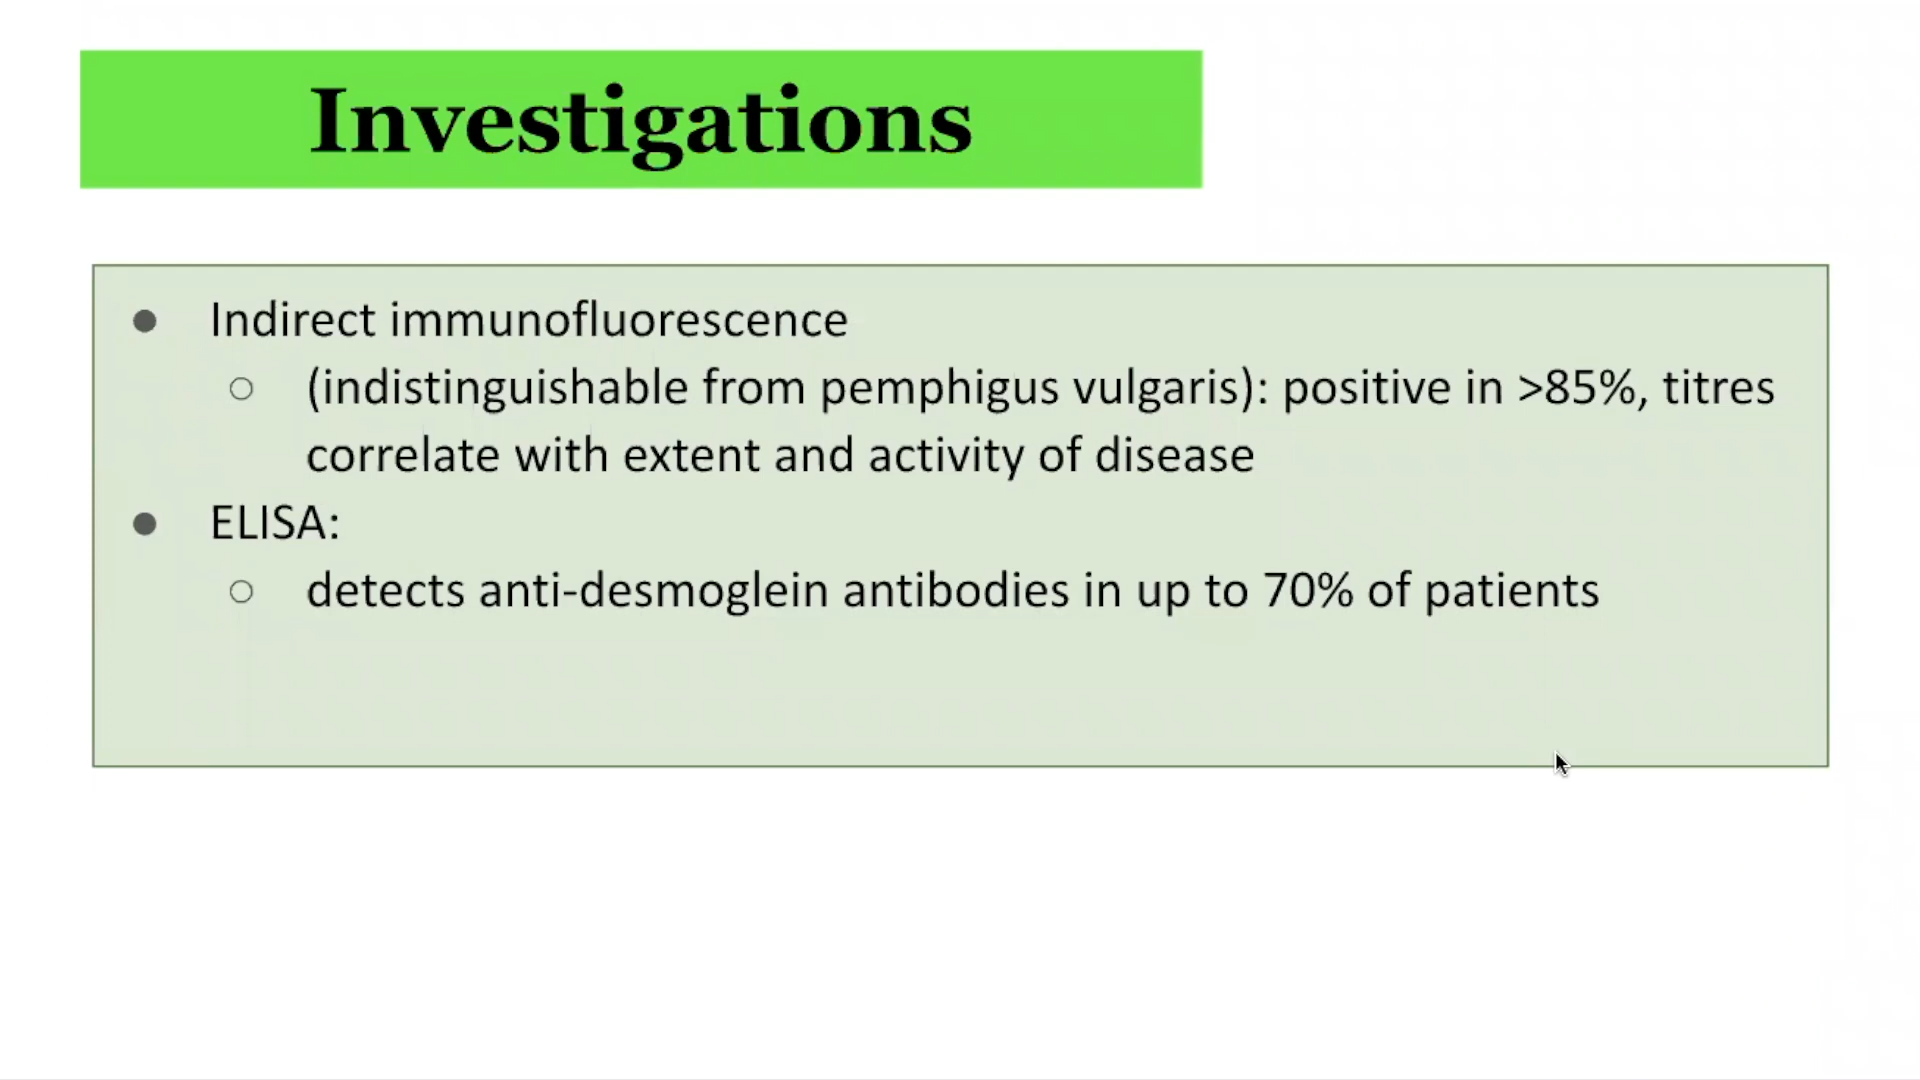 Investigations
● Indirect immunofluorescence
○ (indistinguishable from pemphigus vulgaris): positive in >85%, titres
correlate with extent and activity of disease
● ELISA:
○ detects anti-desmoglein antibodies in up to 70% of patients